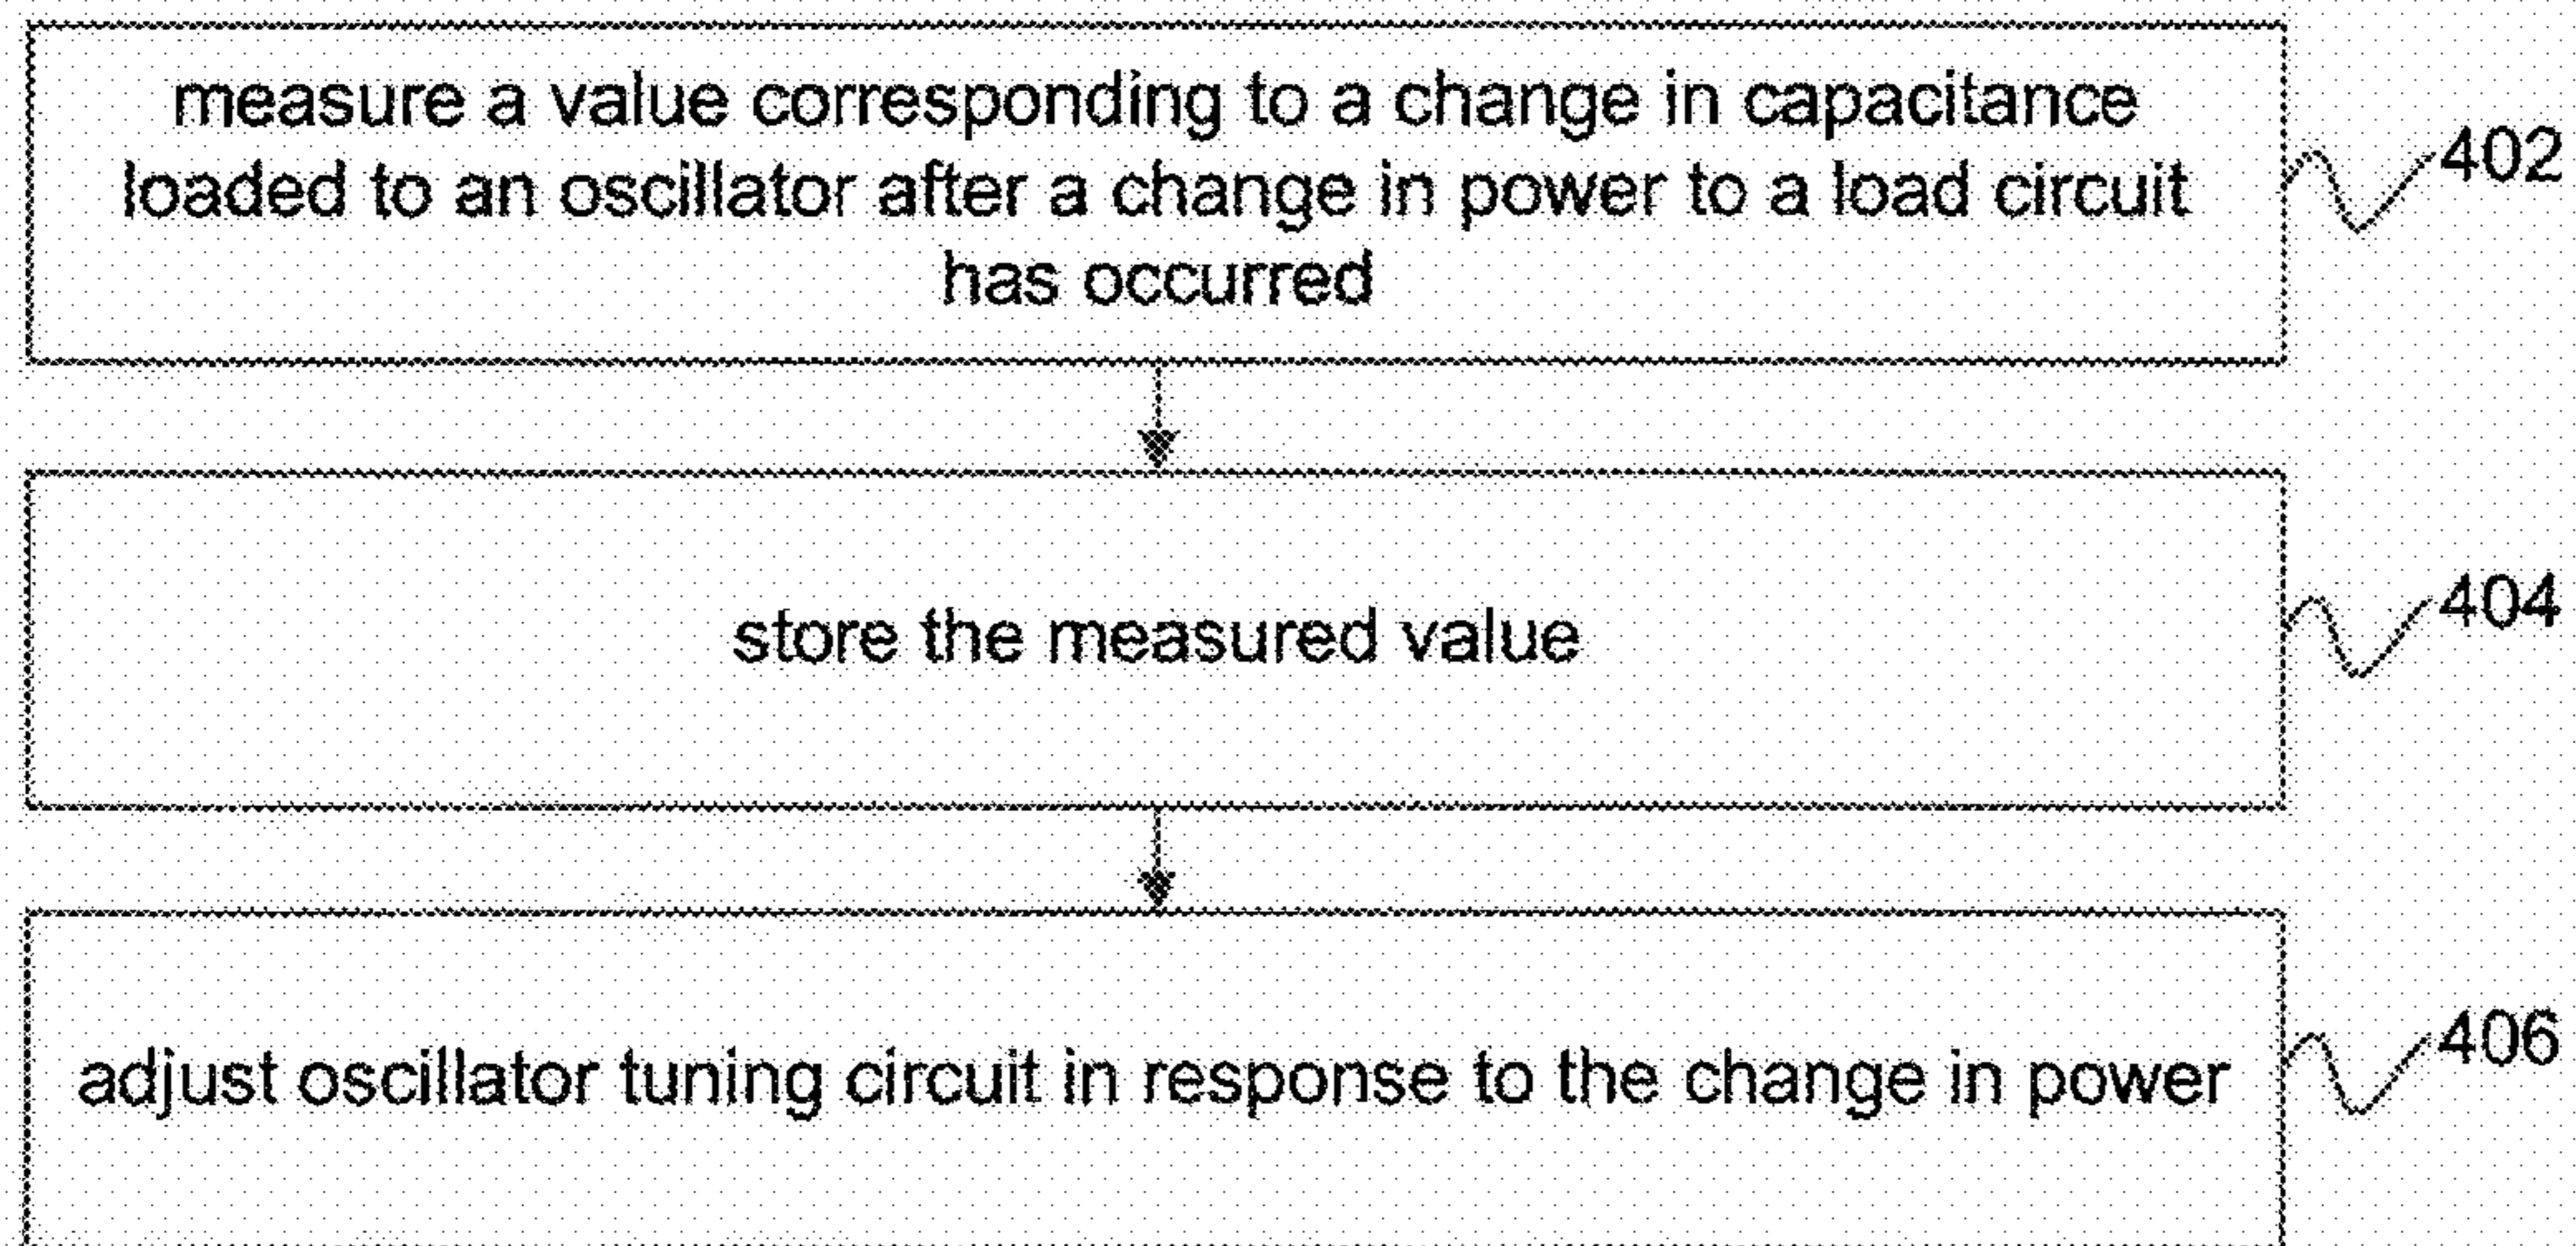 measure a value corresponding to a change in capacitance
loaded to an oscillator after a change in power to a load circuit
has occurred
402
store the measured value
404
adjust oscillator tuning circuit in response to the change in power
406